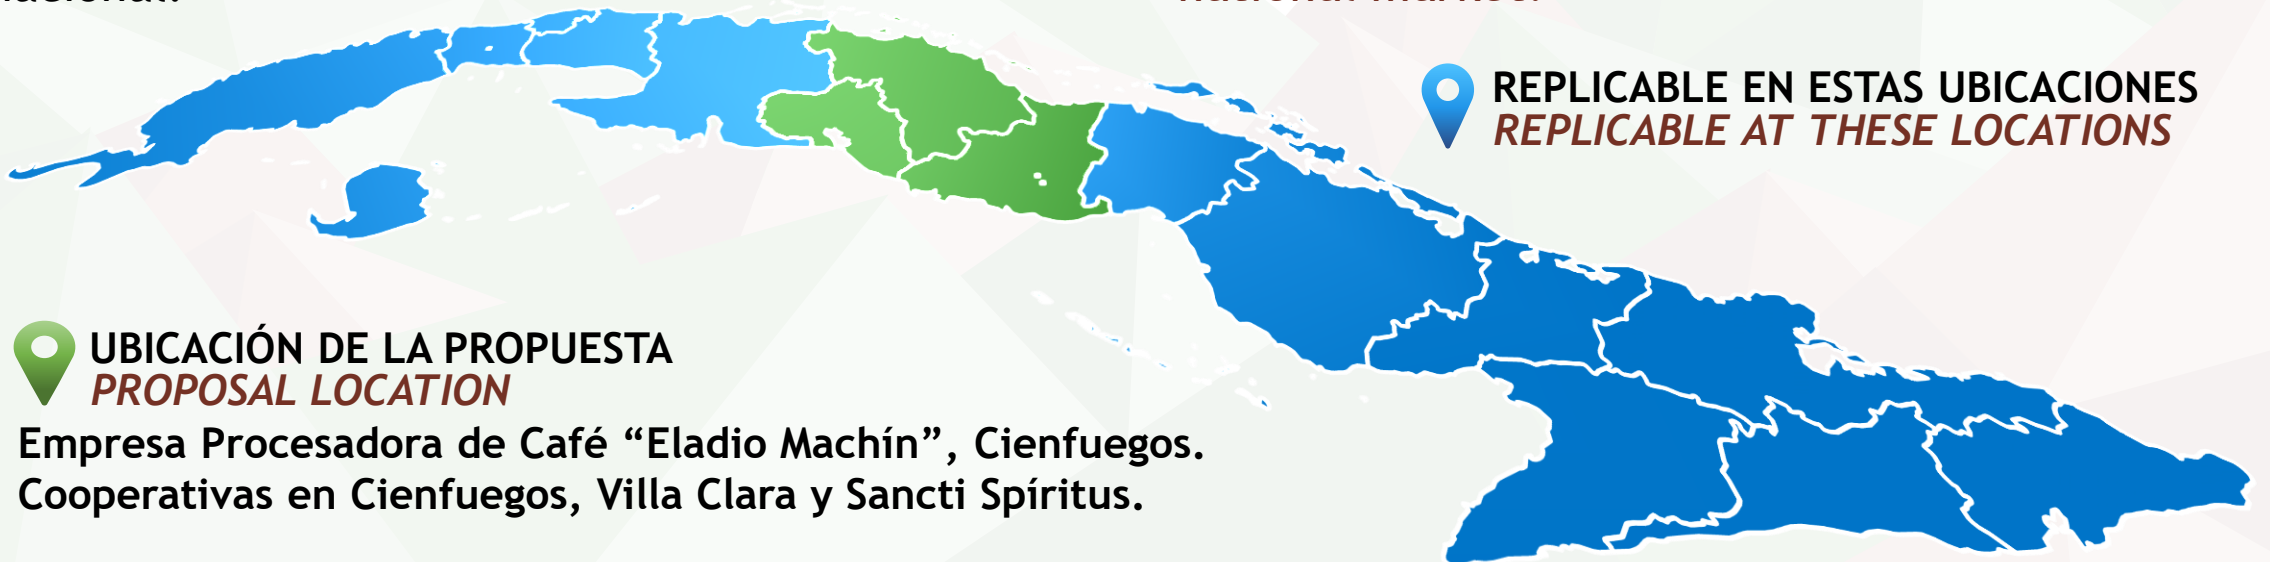 REPLICABLE EN ESTAS UBICACIONES
REPLICABLE AT THESE LOCATIONS
UBICACIÓN DE LA PROPUESTA
PROPOSAL LOCATION
Empresa Procesadora de Café “Eladio Machín”, Cienfuegos.
Cooperativas en Cienfuegos, Villa Clara y Sancti Spíritus.